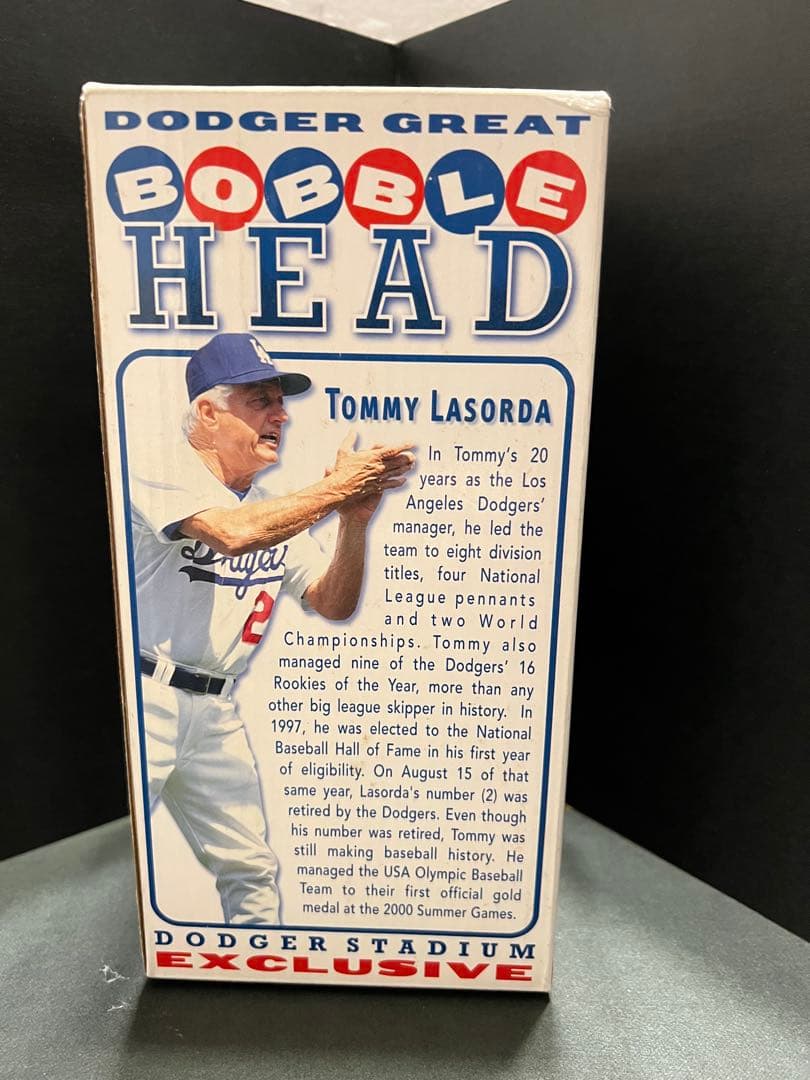 DODGER GREAT
BOBBLE
HEAD
LA
TOMMY LASORDA
In Tommy's 20
years as the Los
Angeles Dodgers'
manager, he led the
team to eight division
titles, four National
League pennants
and two World
Championships. Tommy also
managed nine of the Dodgers' 16
Rookies of the Year, more than any
other big league skipper in history. In
1997, he was elected to the National
Baseball Hall of Fame in his first year
of eligibility. On August 15 of that
same year, Lasorda's number (2) was
retired by the Dodgers. Even though
his number was retired, Tommy was
still making baseball history. He
managed the USA Olympic Baseball
Team to their first official gold
medal at the 2000 Summer Games.
Dodgers
2
DODGER STADIUM
EXCLUSIVE